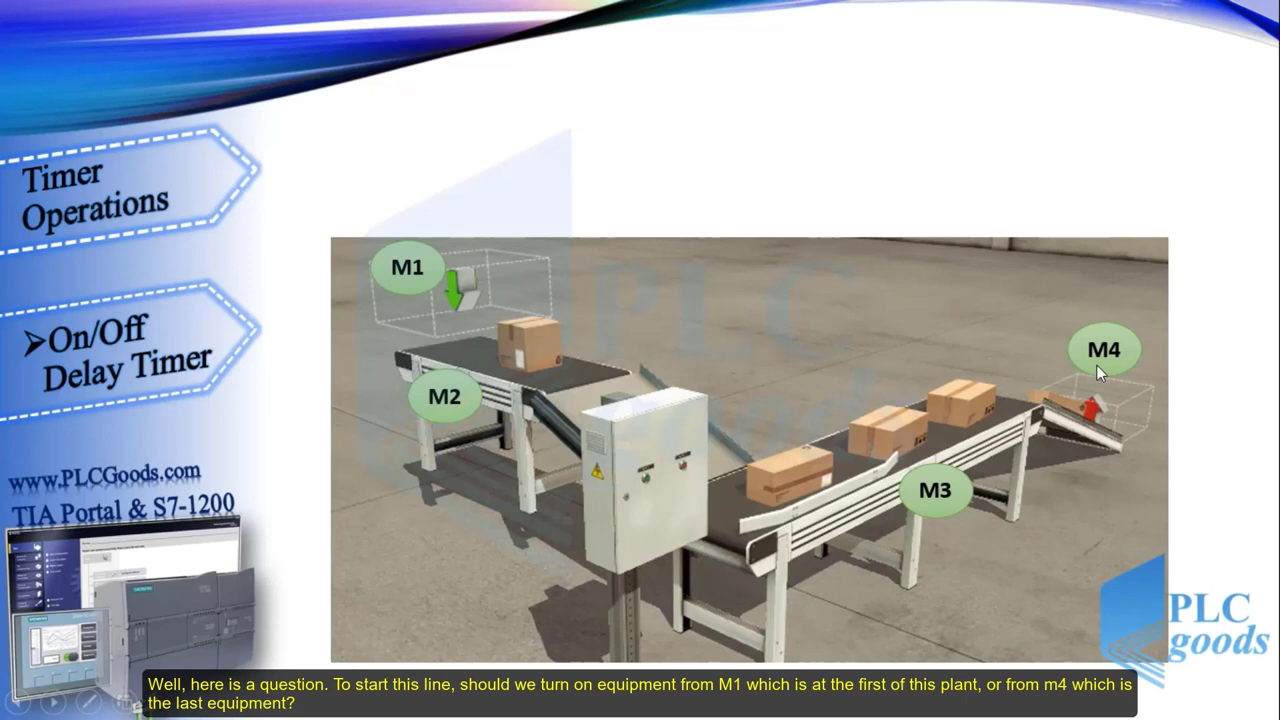 Timer
Operations
➢On/Off
Delay Timer
www.PLCGoods.com
TIA Portal & S7-1200
M1
M2
M3
M4
PLC
goods
PLC
goods
Well, here is a question. To start this line, should we turn on equipment from M1 which is at the first of this plant, or from m4 which is
the last equipment?